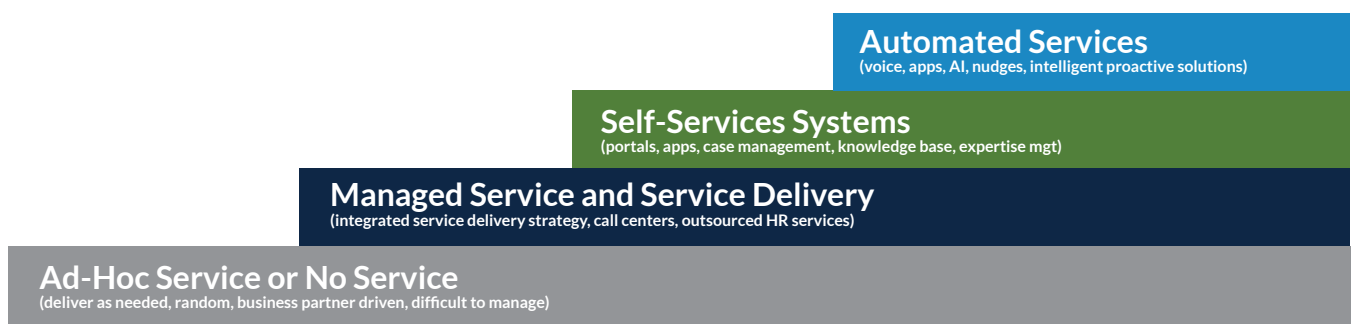 Automated Services
(voice, apps, AI, nudges, intelligent proactive solutions)
Self-Services Systems
(portals, apps, case management, knowledge base, expertise mgt)
Managed Service and Service Delivery
(integrated service delivery strategy, call centers, outsourced HR services)
Ad-Hoc Service or No Service
(deliver as needed, random, business partner driven, difficult to manage)